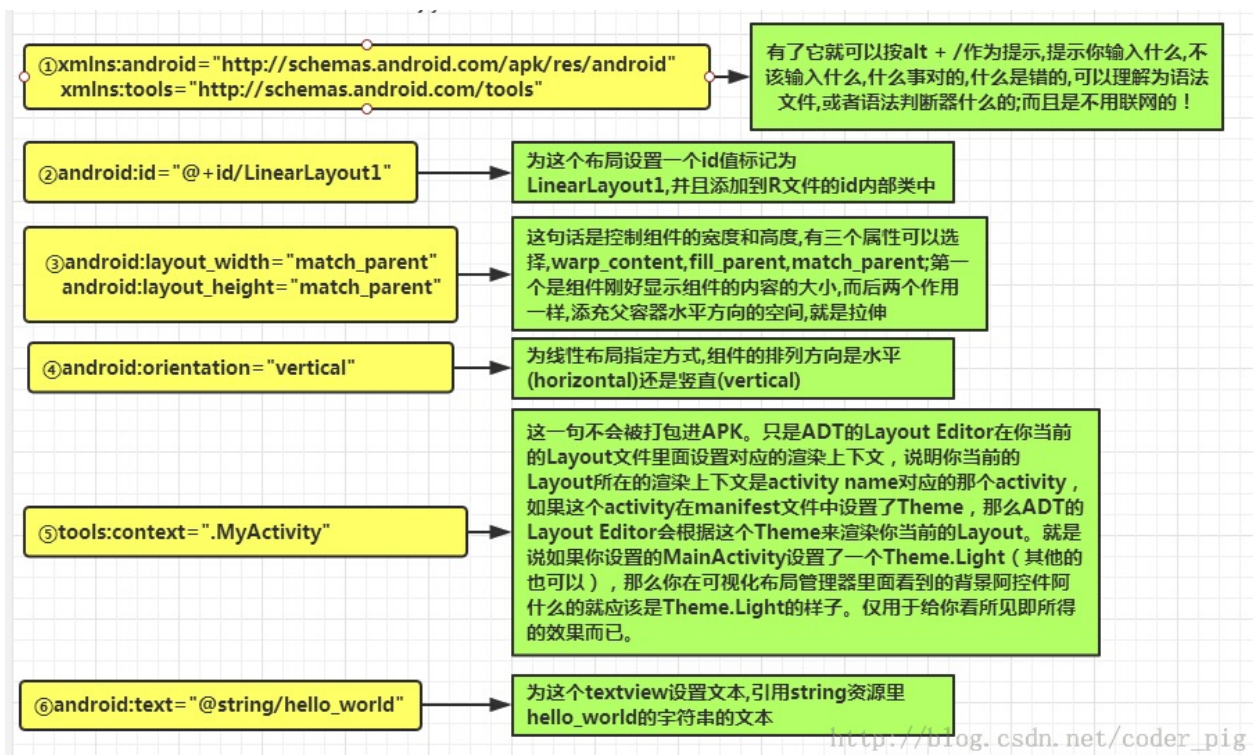 ①xmlns:android="http://schemas.android.com/apk/res/android"
xmlns:tools="http://schemas.android.com/tools"
有了它就可以按alt + /作为提示,提示你输入什么,不
该输入什么,什么事对的,什么是错的,可以理解为语法
文件,或者语法判断器什么的;而且是不用联网的！
②android:id="@+id/LinearLayout1"
为这个布局设置一个id值标记为
LinearLayout1,并且添加到R文件的id内部类中
③android:layout_width="match_parent"
android:layout_height="match_parent"
这句话是控制组件的宽度和高度,有三个属性可以选
择,warp_content,fill_parent,match_parent;第一
个是组件刚好显示组件的内容的大小,而后两个作用
一样,添充父容器水平方向的空间,就是拉伸
④android:orientation="vertical"
为线性布局指定方式,组件的排列方向是水平
(horizontal)还是竖直(vertical)
⑤tools:context=".MyActivity"
这一句不会被打包进APK。只是ADT的Layout Editor在你当前
的Layout文件里面设置对应的渲染上下文，说明你当前的
Layout所在的渲染上下文是activity name对应的那个activity，
如果这个activity在manifest文件中设置了Theme，那么ADT的
Layout Editor会根据这个Theme来渲染你当前的Layout。就是
说如果你设置的MainActivity设置了一个Theme.Light（其他的
也可以），那么你在可视化布局管理器里面看到的背景阿控件阿
什么的就应该是Theme.Light的样子。仅用于给你看所见即所得
的效果而已。
⑥android:text="@string/hello_world"
为这个textview设置文本,引用string资源里
hello_world的字符串的文本
http://blog.csdn.net/coder_pig